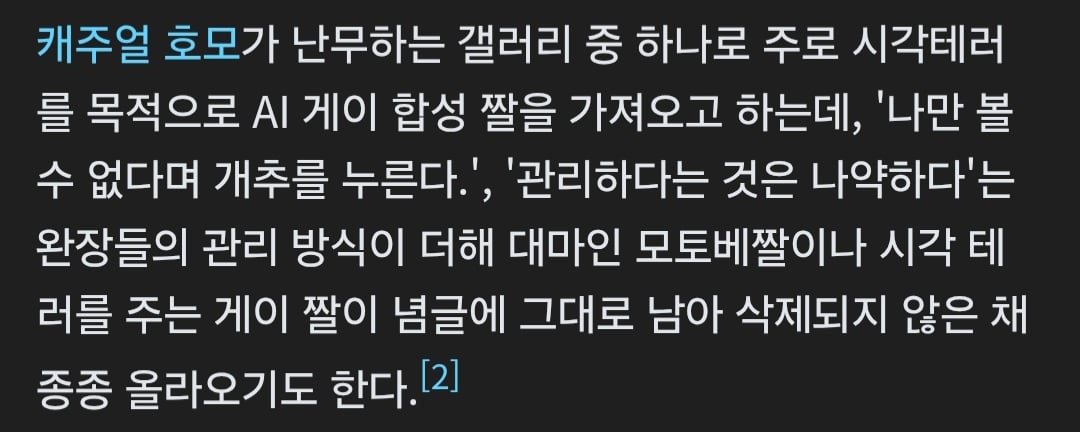 캐주얼 호모가 난무하는 갤러리 중 하나로 주로 시각테러
를 목적으로 AI 게이 합성 짤을 가져오고 하는데, '나만 볼
수 없다며 개추를 누른다.', '관리하다는 것은 나약하다'는
완장들의 관리 방식이 더해 대마인 모토베짤이나 시각 테
러를 주는 게이 짤이 념글에 그대로 남아 삭제되지 않은 채
종종 올라오기도 한다.[2]